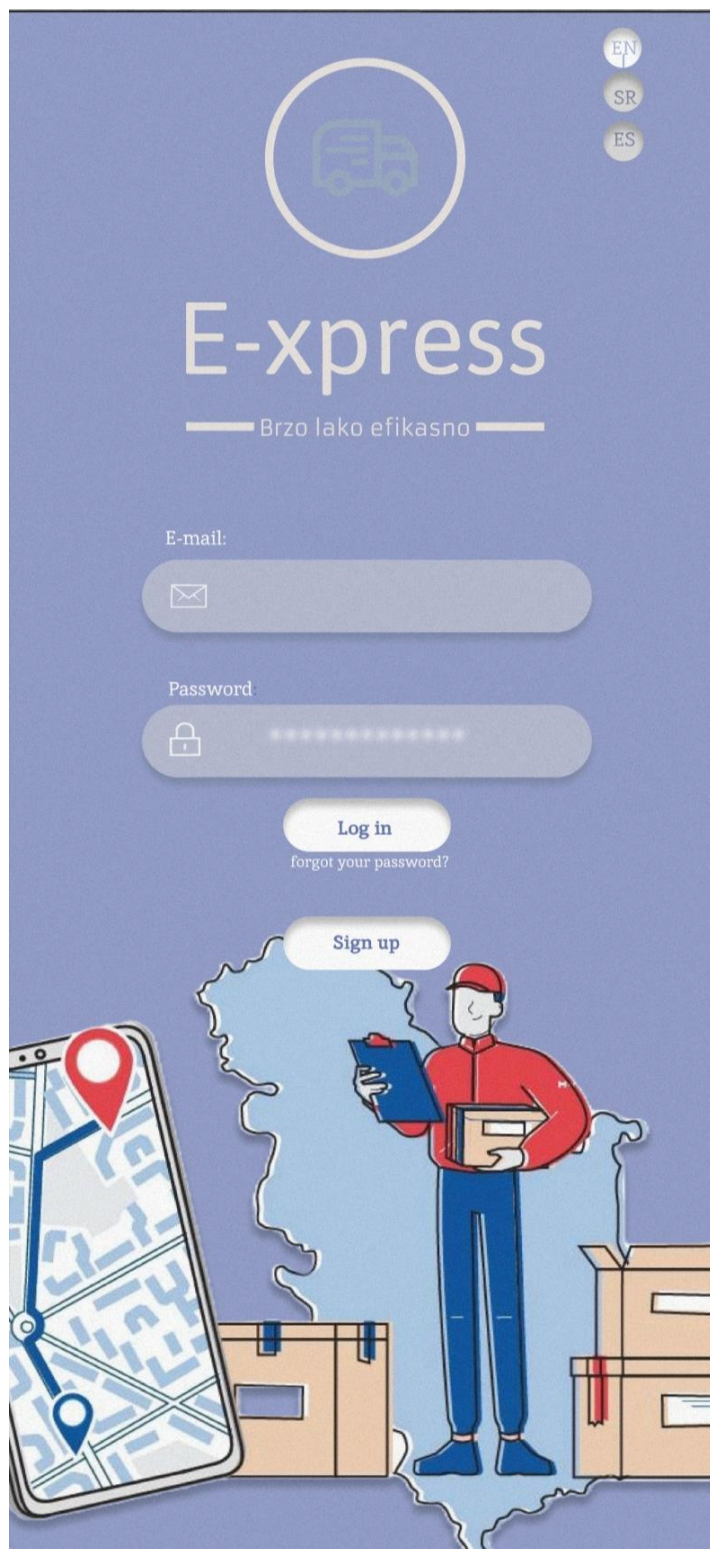 EN
SR
ES
E-xpress
Brzo lako efikasno
E-mail:
Password:
Log in
forgot your password?
Sign up